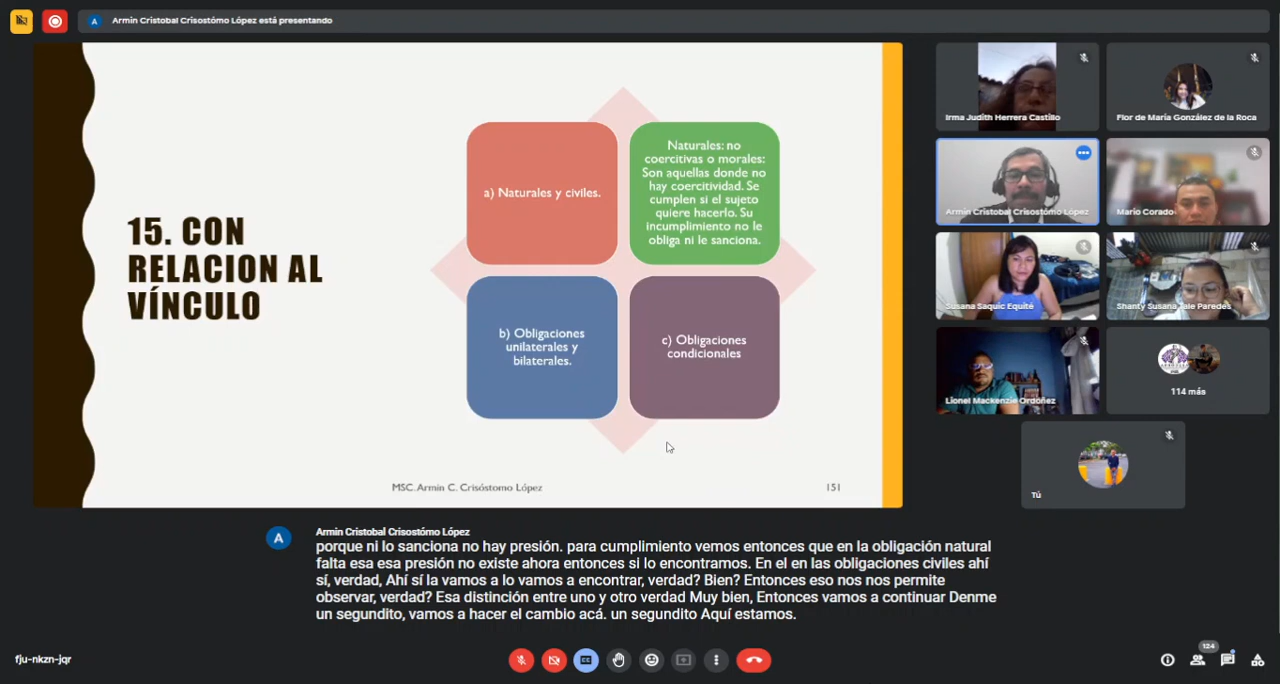 A Armin Cristobal Crisostómo López está presentando
15. CON
RELACION AL
VÍNCULO
a) Naturales y civiles.
Naturales: no
coercitivas o morales:
Son aquellas donde no
hay coercitividad. Se
cumplen si el sujeto
quiere hacerlo. Su
incumplimiento no le
obliga ni le sanciona.
b) Obligaciones
unilaterales y
bilaterales.
c) Obligaciones
condicionales
MSC. Armin C. Crisóstomo López
151
Irma Judith Herrera Castillo
Flor de María González de la Roca
Armin Cristobal Crisostómo López
Mario Corado
Susana Saquic Equité
Shanty Susana Tale Paredes
Lionel Mackenzie Ordoñez
114 más
Tú
A
Armin Cristobal Crisostómo López
porque ni lo sanciona no hay presión. para cumplimiento vemos entonces que en la obligación natural
falta esa esa presión no existe ahora entonces si lo encontramos. En el en las obligaciones civiles ahí
sí, verdad, Ahí sí la vamos a lo vamos a encontrar, verdad? Bien? Entonces eso nos nos permite
observar, verdad? Esa distinción entre uno y otro verdad Muy bien, Entonces vamos a continuar Denme
un segundito, vamos a hacer el cambio acá. un segundito Aquí estamos.
fju-nkzn-jqr
CC
124